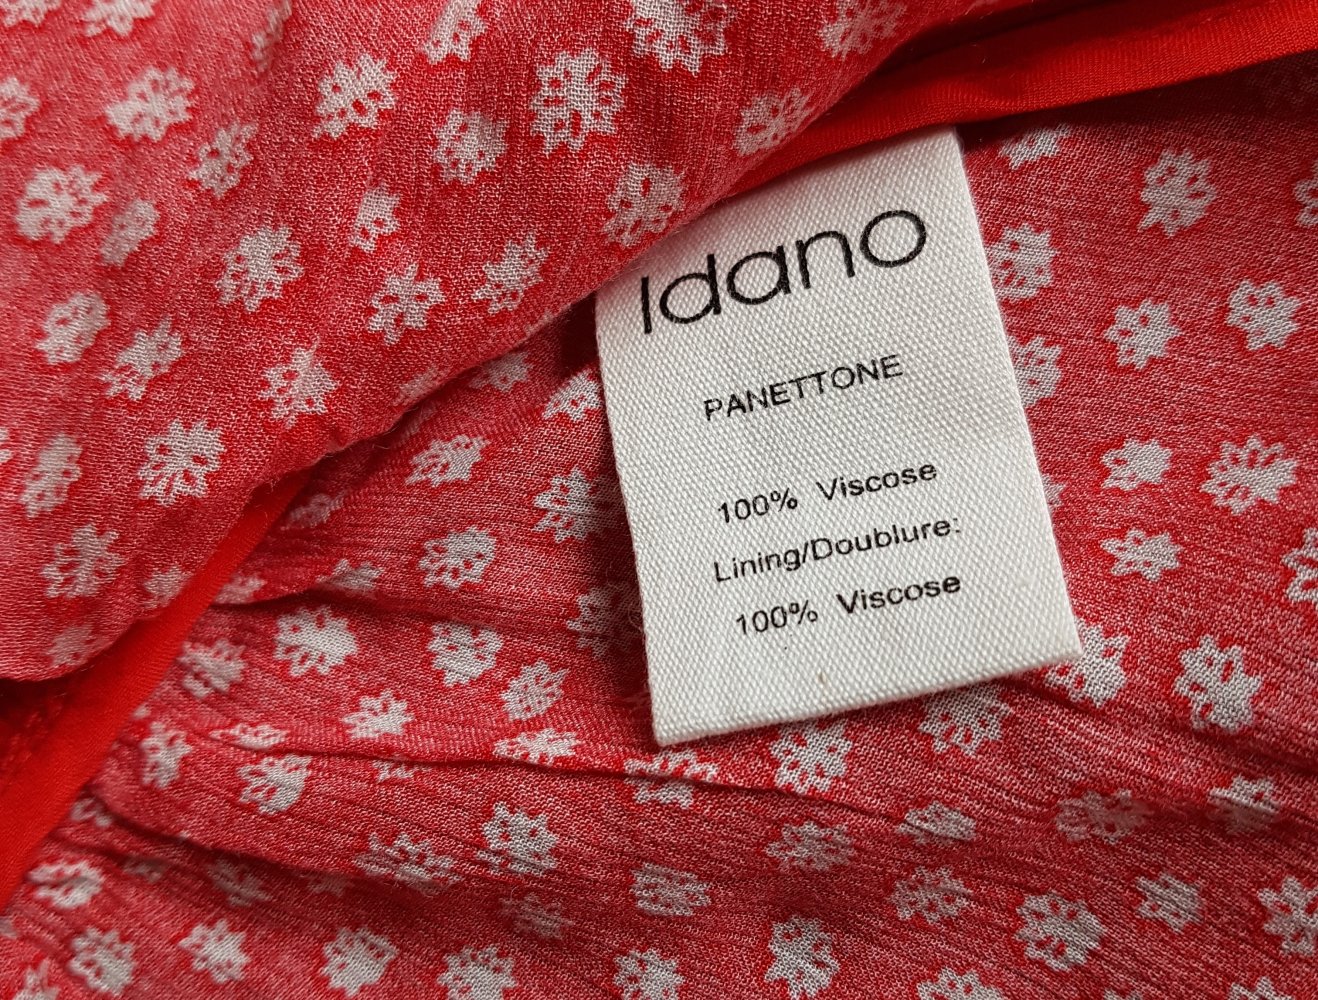 Idano
PANETTONE
100% Viscose
Lining/Doublure:
100% Viscose